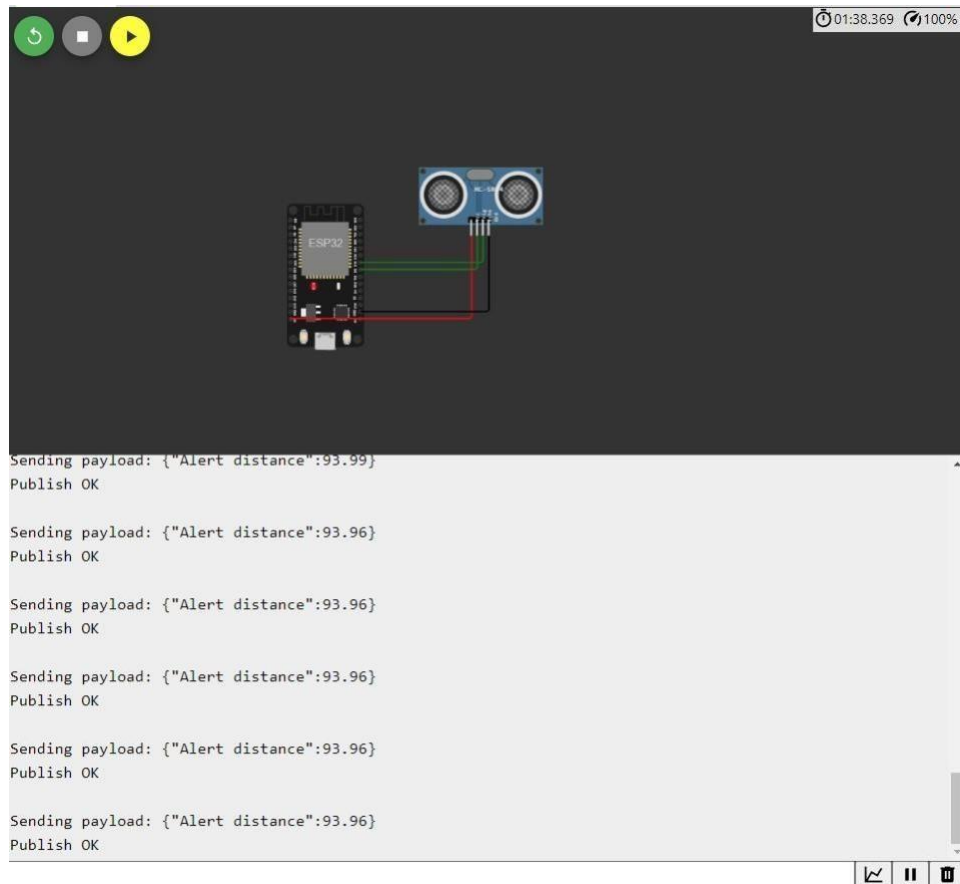 01:38.369 100%
ESP32
Sending payload: {"Alert distance":93.99}
Publish OK
Sending payload: {"Alert distance":93.96}
Publish OK
Sending payload: {"Alert distance":93.96}
Publish OK
Sending payload: {"Alert distance":93.96}
Publish OK
Sending payload: {"Alert distance":93.96}
Publish OK
Sending payload: {"Alert distance":93.96}
Publish OK